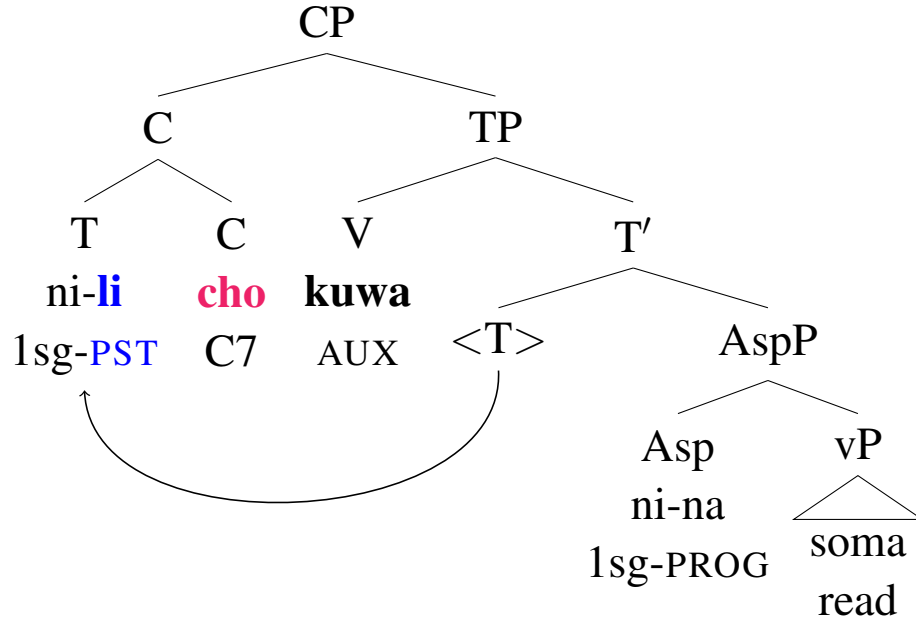 CP
C TP
T C V T′
ni-li cho kuwa
1sg-PST C7 AUX <T> AspP
Asp vP
ni-na
1sg-PROG soma
read